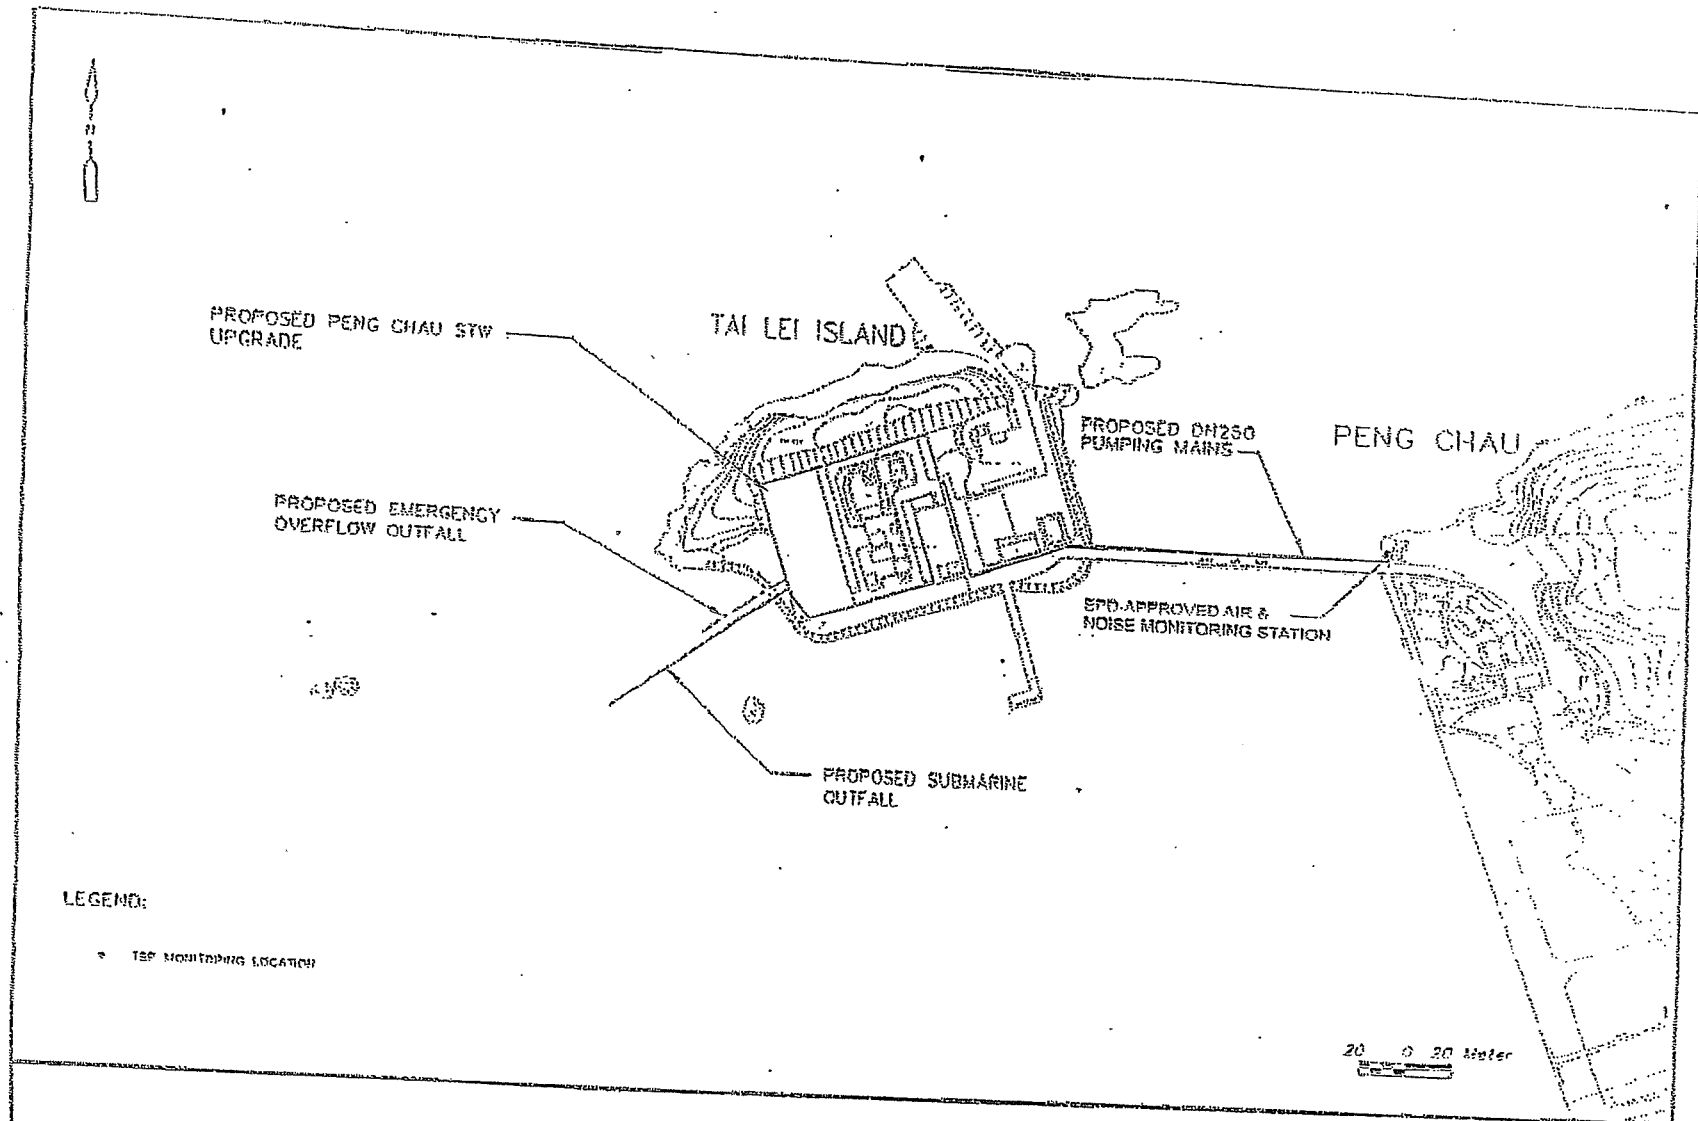 N
PROPOSED PENG CHAU STW
UPGRADE
TAI LEI ISLAND
PROPOSED DN250
PUMPING MAINS
PENG CHAU
PROPOSED EMERGENCY
OVERFLOW OUTFALL
EPD-APPROVED AIR &
NOISE MONITORING STATION
PROPOSED SUBMARINE
OUTFALL
LEGEND:
TSP MONITORING LOCATION
20 0 20 Meter